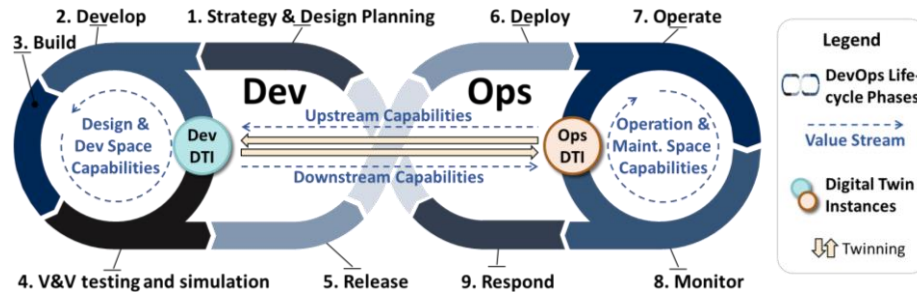 2. Develop
1. Strategy & Design Planning
6. Deploy
7. Operate
3. Build
Dev
Ops
Design &
Dev Space
Capabilities
Dev
DTI
Upstream Capabilities
Downstream Capabilities
Ops
DTI
Operation &
Maint. Space
Capabilities
4. V&V testing and simulation
5. Release
9. Respond
8. Monitor
Legend
DevOps Life-
cycle Phases
Value Stream
Digital Twin
Instances
Twinning